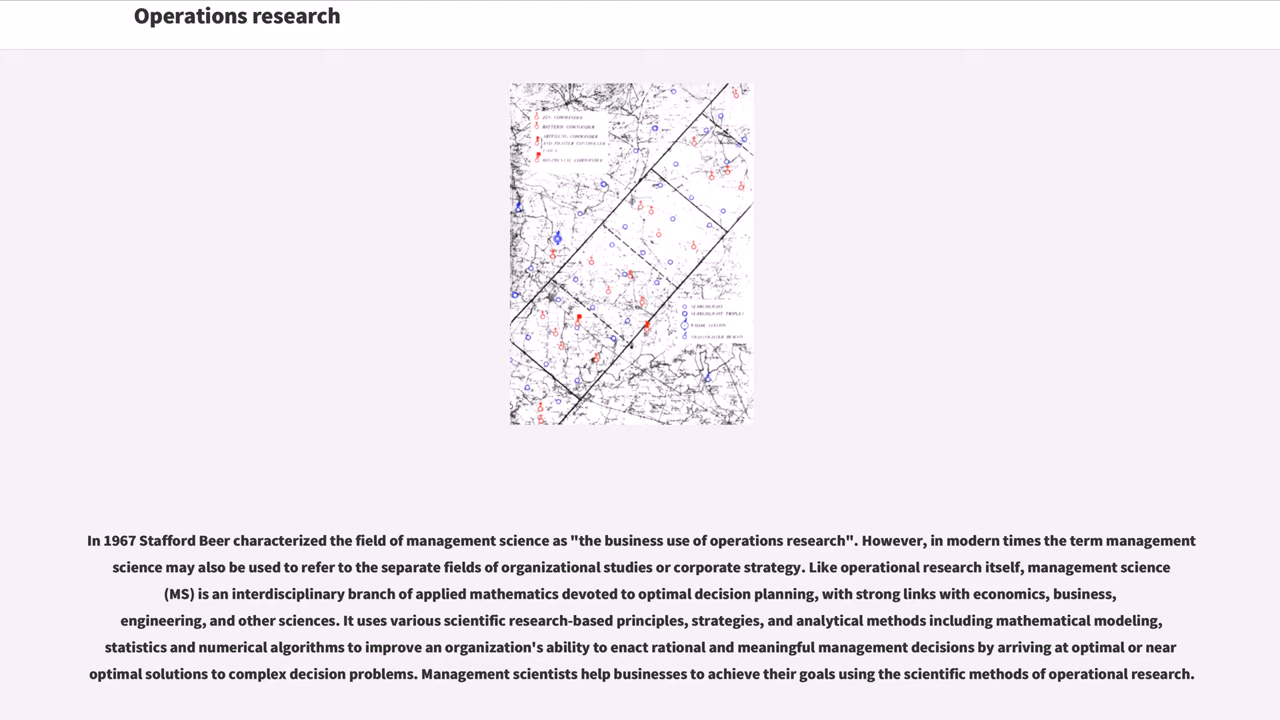 Operations research
COMMANDER
COMMANDER
COMMANDER
COMMANDER
SEARCHLIGHT
In 1967 Stafford Beer characterized the field of management science as "the business use of operations research". However, in modern times the term management
science may also be used to refer to the separate fields of organizational studies or corporate strategy. Like operational research itself, management science
(MS) is an interdisciplinary branch of applied mathematics devoted to optimal decision planning, with strong links with economics, business,
engineering, and other sciences. It uses various scientific research-based principles, strategies, and analytical methods including mathematical modeling,
statistics and numerical algorithms to improve an organization's ability to enact rational and meaningful management decisions by arriving at optimal or near
optimal solutions to complex decision problems. Management scientists help businesses to achieve their goals using the scientific methods of operational research.